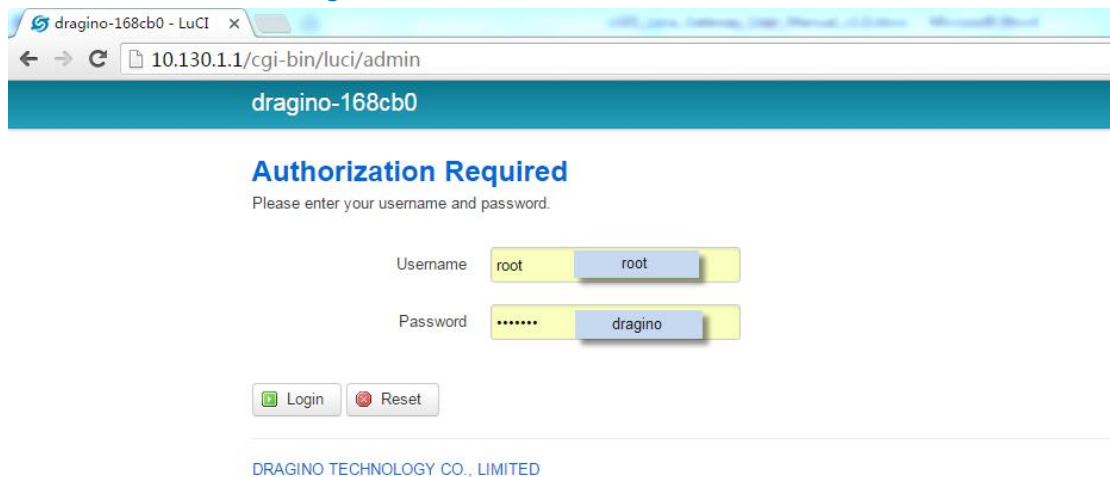 dragino-168cb0 - LuCI x
10.130.1.1/cgi-bin/luci/admin
dragino-168cb0
Authorization Required
Please enter your username and password.
Username root root
Password ••••••• dragino
Login Reset
DRAGINO TECHNOLOGY CO., LIMITED